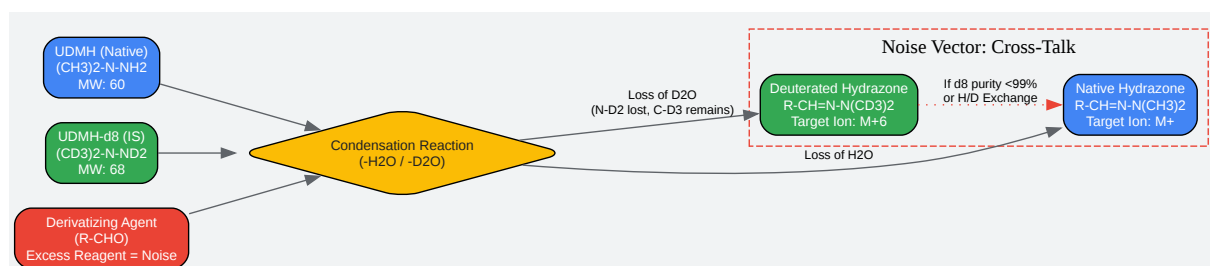 UDMH (Native)
(CH3)2-N-NH2
MW: 60
UDMH-d8 (IS)
(CD3)2-N-ND2
MW: 68
Derivatizing Agent
(R-CHO)
Excess Reagent = Noise
Condensation Reaction
(-H2O / -D2O)
Loss of D2O
(N-D2 lost, C-D3 remains)
Loss of H2O
Noise Vector: Cross-Talk
Deuterated Hydrazone
R-CH=N-N(CD3)2
Target Ion: M+6
If d8 purity <99%
or H/D Exchange
Native Hydrazone
R-CH=N-N(CH3)2
Target Ion: M+